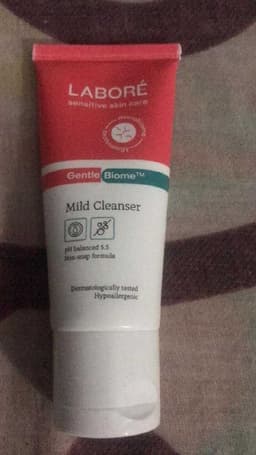 LABORÉ
sensitive skin care
Gentle Biome™
Mild Cleanser
pH balanced 5.5
Non-soap formula
Dermatologically tested
Hypoallergenic